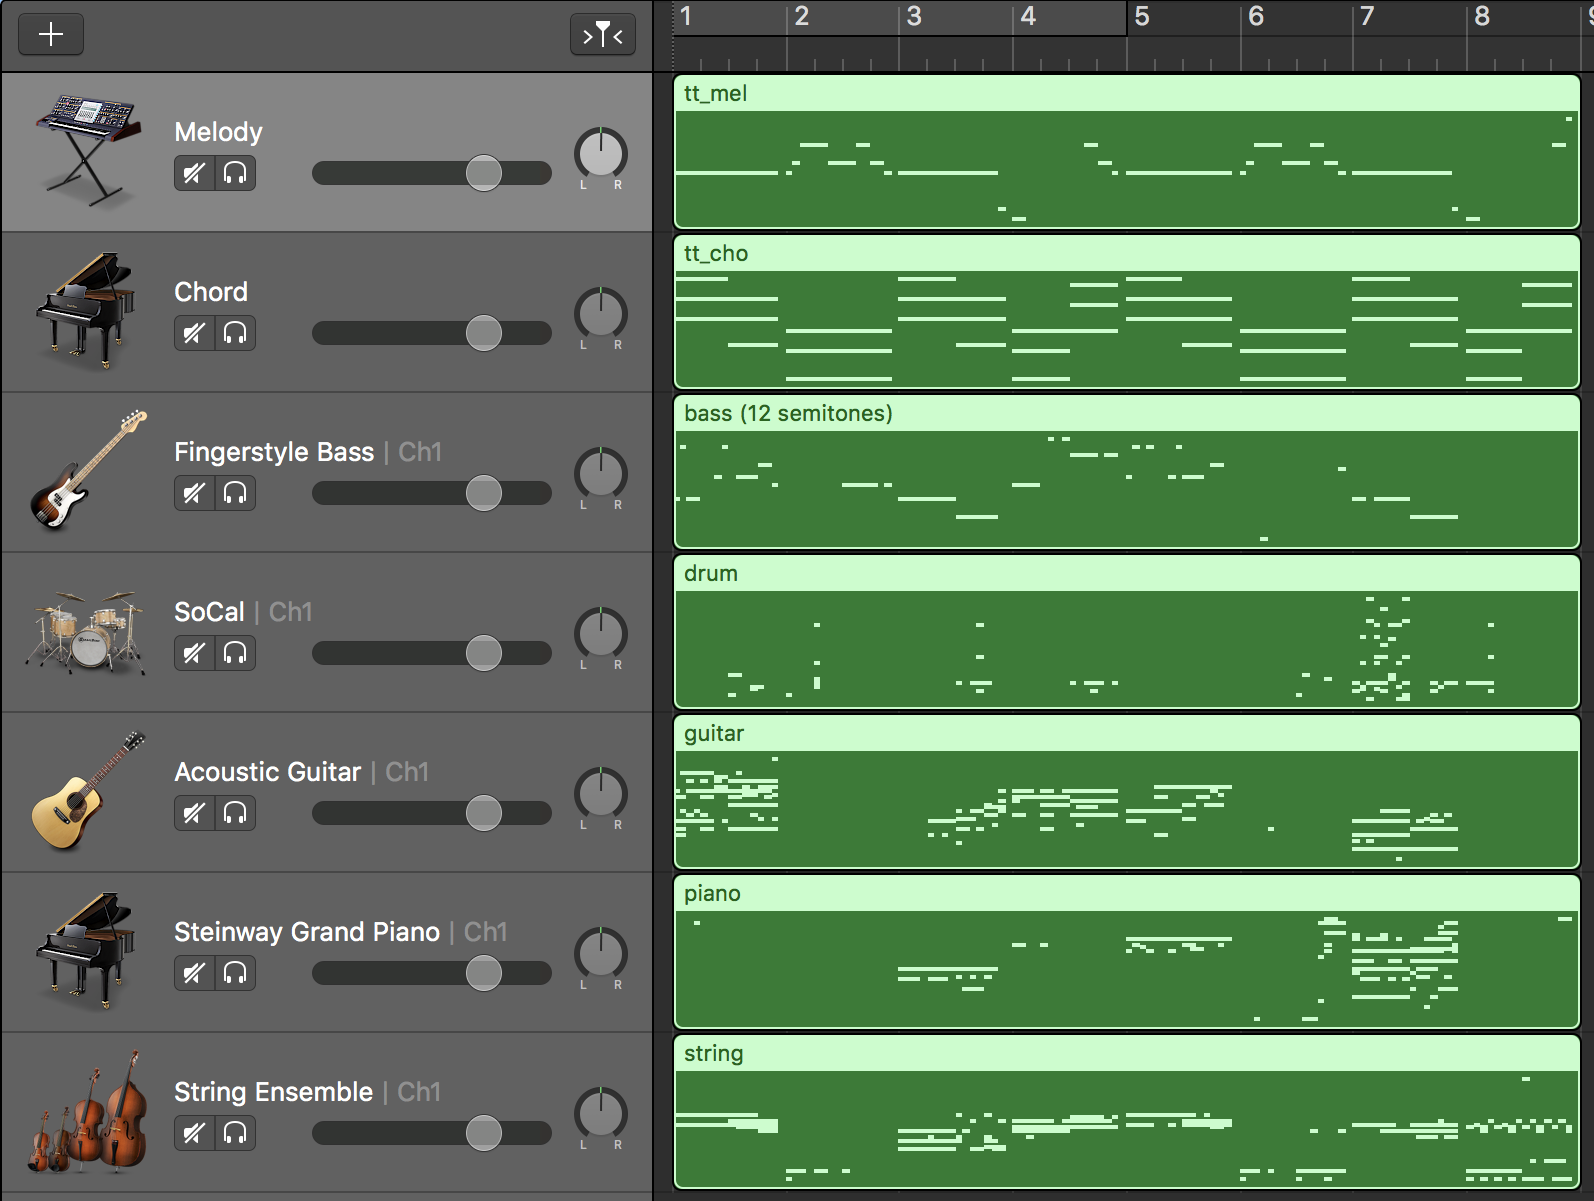 1 2 3 4 5 6 7 8 9
Melody
L R
tt_mel
Chord
L R
tt_cho
Fingerstyle Bass | Ch1
L R
bass (12 semitones)
SoCal | Ch1
L R
drum
Acoustic Guitar | Ch1
L R
guitar
Steinway Grand Piano | Ch1
L R
piano
String Ensemble | Ch1
L R
string